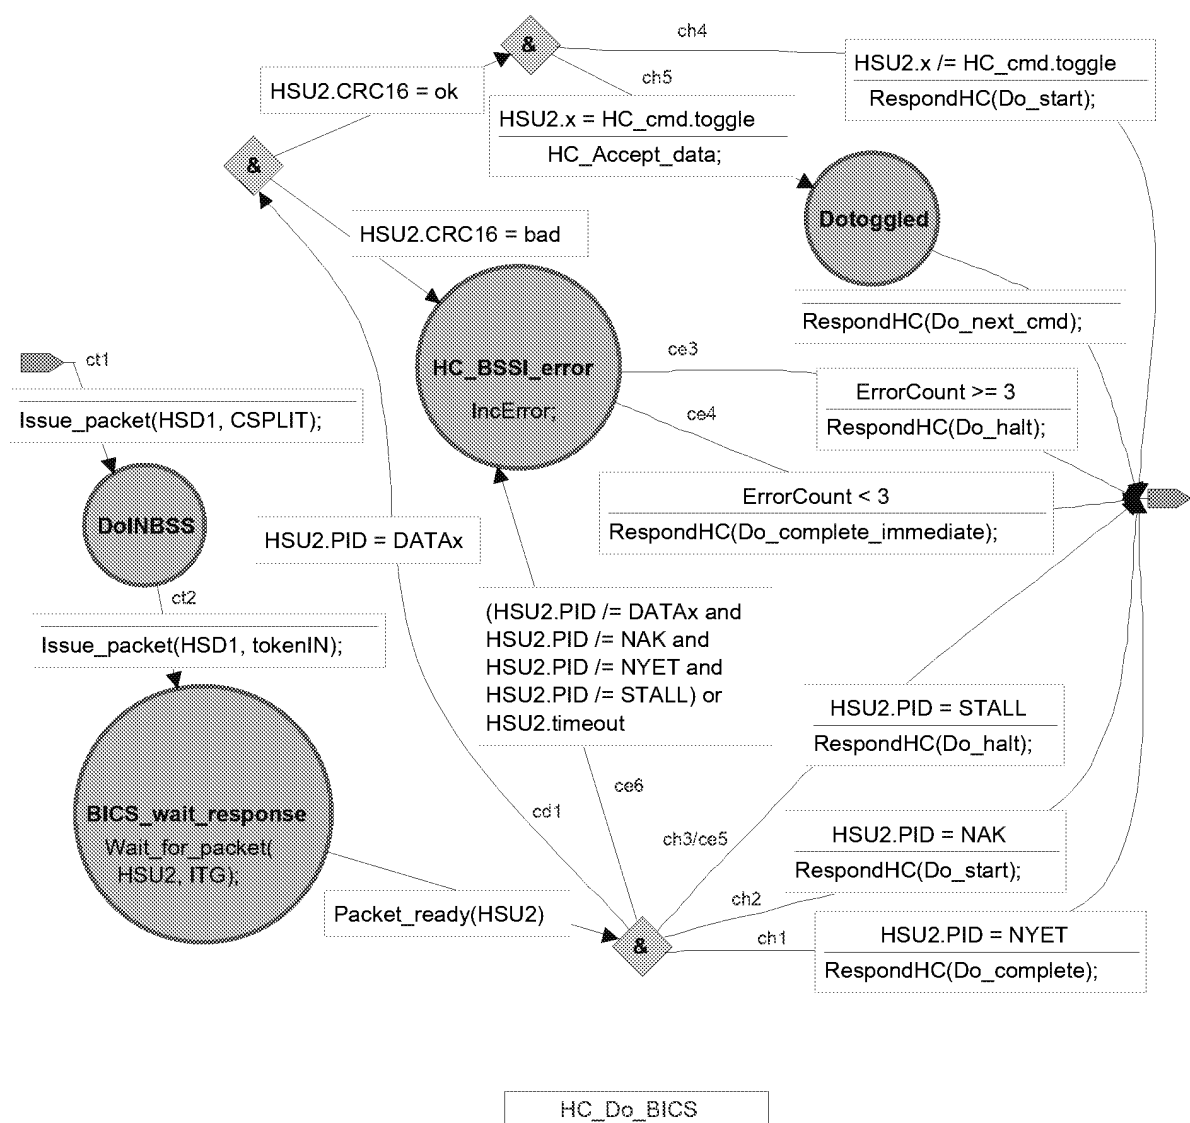 ch4
&
HSU2.x /= HC_cmd.toggle
RespondHC(Do_start);
ch5
HSU2.CRC16 = ok
HSU2.x = HC_cmd.toggle
HC_Accept_data;
&
Dotoggled
HSU2.CRC16 = bad
RespondHC(Do_next_cmd);
ct1
HC_BSSI_error
IncError;
ce3
ErrorCount >= 3
RespondHC(Do_halt);
ce4
Issue_packet(HSD1, CSPLIT);
ErrorCount < 3
RespondHC(Do_complete_immediate);
DoINBSS
HSU2.PID = DATAx
ct2
Issue_packet(HSD1, tokenIN);
(HSU2.PID /= DATAx and
HSU2.PID /= NAK and
HSU2.PID /= NYET and
HSU2.PID /= STALL) or
HSU2.timeout
HSU2.PID = STALL
RespondHC(Do_halt);
BICS_wait_response
Wait_for_packet(
HSU2, ITG);
cd1
ce6
ch3/ce5
HSU2.PID = NAK
RespondHC(Do_start);
ch2
Packet_ready(HSU2)
&
ch1
HSU2.PID = NYET
RespondHC(Do_complete);
HC_Do_BICS